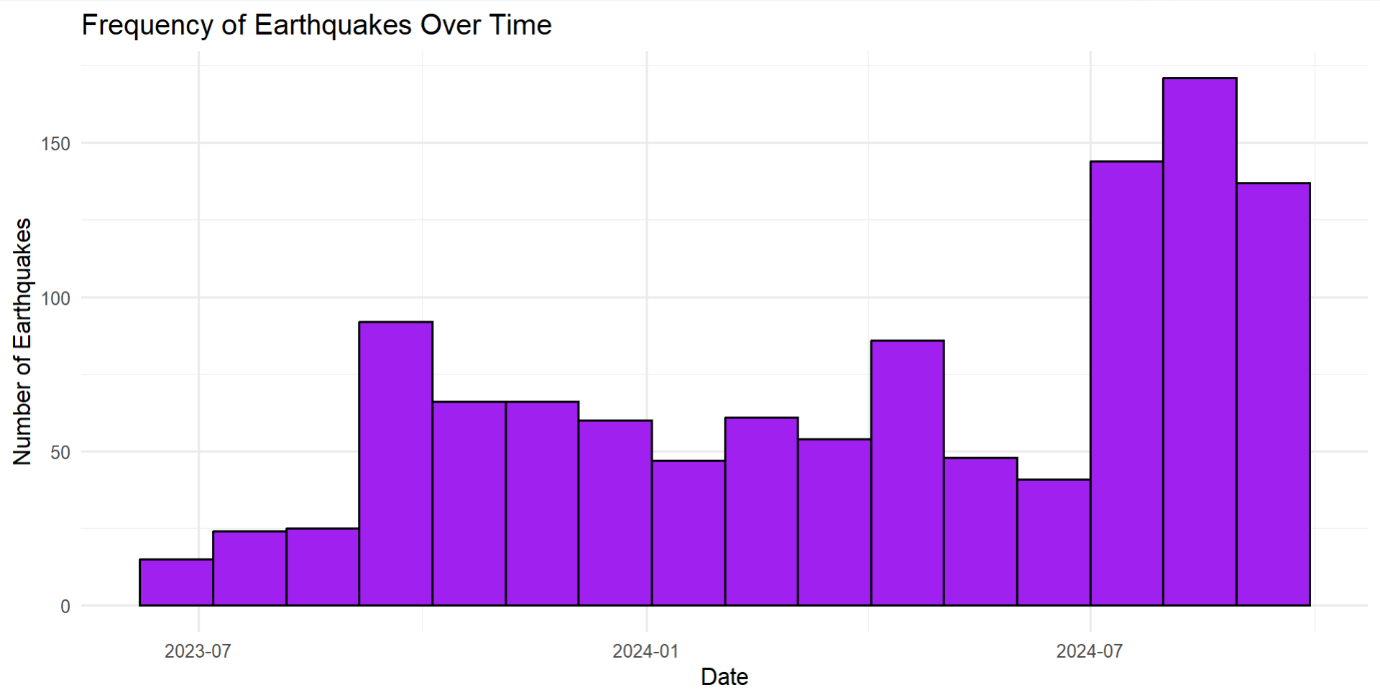 Frequency of Earthquakes Over Time
Number of Earthquakes
150
100
50
0
2023-07
2024-01
2024-07
Date